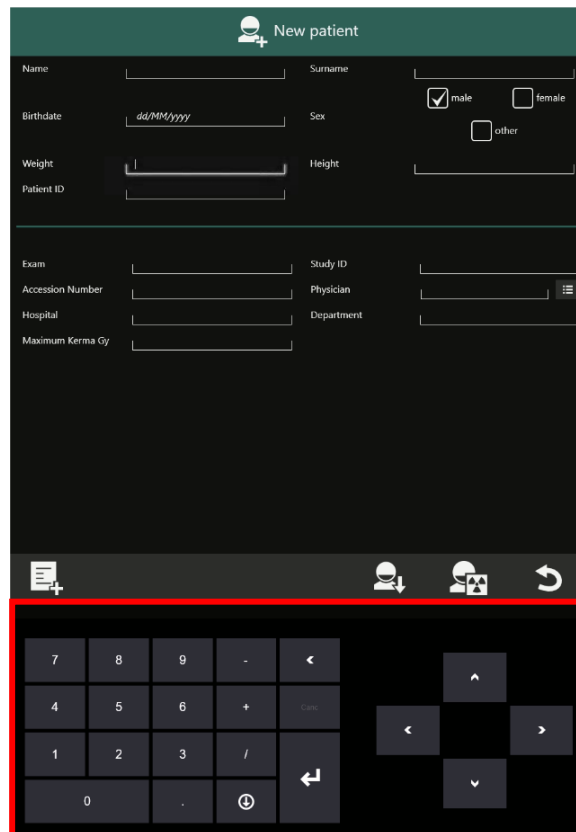 New patient
Name Surname
male female
Birthdate dd/MM/yyyy Sex
other
Weight Height
Patient ID
Exam Study ID
Accession Number Physician
Hospital Department
Maximum Kerma Gy
7 8 9 -
4 5 6 + Canc
1 2 3 /
0 .